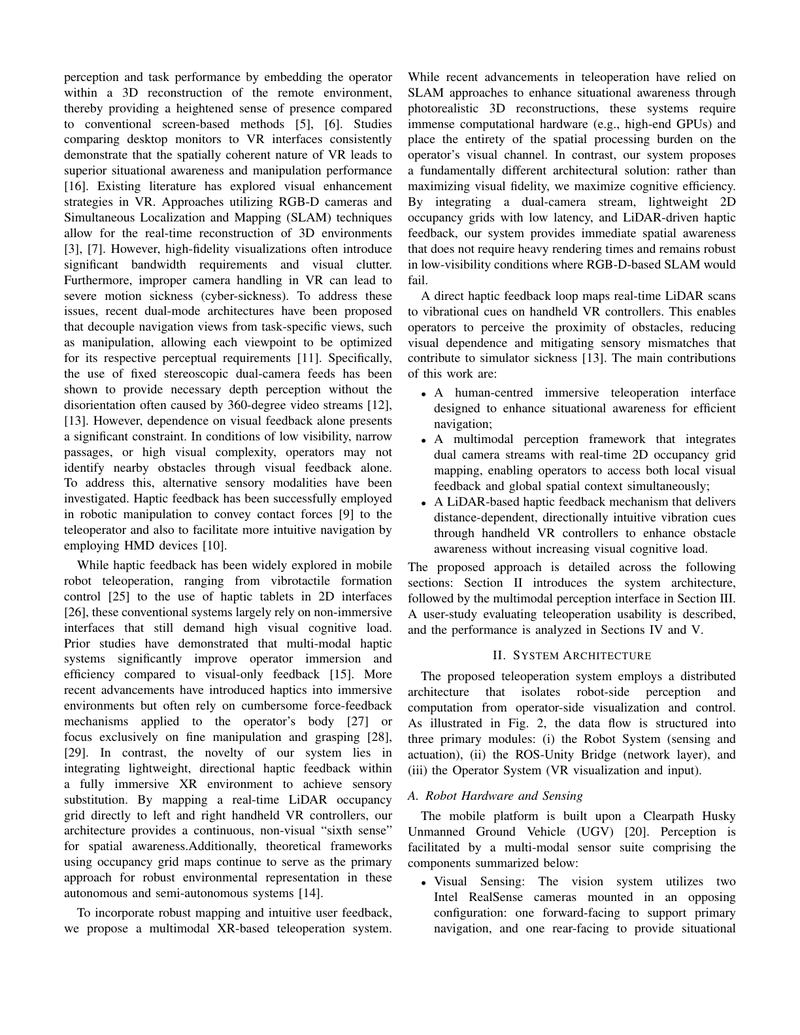 perception and task performance by embedding the operator
within a 3D reconstruction of the remote environment,
thereby providing a heightened sense of presence compared
to conventional screen-based methods [5], [6]. Studies
comparing desktop monitors to VR interfaces consistently
demonstrate that the spatially coherent nature of VR leads to
superior situational awareness and manipulation performance
[16]. Existing literature has explored visual enhancement
strategies in VR. Approaches utilizing RGB-D cameras and
Simultaneous Localization and Mapping (SLAM) techniques
allow for the real-time reconstruction of 3D environments
[3], [7]. However, high-fidelity visualizations often introduce
significant bandwidth requirements and visual clutter.
Furthermore, improper camera handling in VR can lead to
severe motion sickness (cyber-sickness). To address these
issues, recent dual-mode architectures have been proposed
that decouple navigation views from task-specific views, such
as manipulation, allowing each viewpoint to be optimized
for its respective perceptual requirements [11]. Specifically,
the use of fixed stereoscopic dual-camera feeds has been
shown to provide necessary depth perception without the
disorientation often caused by 360-degree video streams [12],
[13]. However, dependence on visual feedback alone presents
a significant constraint. In conditions of low visibility, narrow
passages, or high visual complexity, operators may not
identify nearby obstacles through visual feedback alone.
To address this, alternative sensory modalities have been
investigated. Haptic feedback has been successfully employed
in robotic manipulation to convey contact forces [9] to the
teleoperator and also to facilitate more intuitive navigation by
employing HMD devices [10].
While haptic feedback has been widely explored in mobile
robot teleoperation, ranging from vibrotactile formation
control [25] to the use of haptic tablets in 2D interfaces
[26], these conventional systems largely rely on non-immersive
interfaces that still demand high visual cognitive load.
Prior studies have demonstrated that multi-modal haptic
systems significantly improve operator immersion and
efficiency compared to visual-only feedback [15]. More
recent advancements have introduced haptics into immersive
environments but often rely on cumbersome force-feedback
mechanisms applied to the operator's body [27] or
focus exclusively on fine manipulation and grasping [28],
[29]. In contrast, the novelty of our system lies in
integrating lightweight, directional haptic feedback within
a fully immersive XR environment to achieve sensory
substitution. By mapping a real-time LiDAR occupancy
grid directly to left and right handheld VR controllers, our
architecture provides a continuous, non-visual “sixth sense”
for spatial awareness.Additionally, theoretical frameworks
using occupancy grid maps continue to serve as the primary
approach for robust environmental representation in these
autonomous and semi-autonomous systems [14].
To incorporate robust mapping and intuitive user feedback,
we propose a multimodal XR-based teleoperation system.
While recent advancements in teleoperation have relied on
SLAM approaches to enhance situational awareness through
photorealistic 3D reconstructions, these systems require
immense computational hardware (e.g., high-end GPUs) and
place the entirety of the spatial processing burden on the
operator's visual channel. In contrast, our system proposes
a fundamentally different architectural solution: rather than
maximizing visual fidelity, we maximize cognitive efficiency.
By integrating a dual-camera stream, lightweight 2D
occupancy grids with low latency, and LiDAR-driven haptic
feedback, our system provides immediate spatial awareness
that does not require heavy rendering times and remains robust
in low-visibility conditions where RGB-D-based SLAM would
fail.
A direct haptic feedback loop maps real-time LiDAR scans
to vibrational cues on handheld VR controllers. This enables
operators to perceive the proximity of obstacles, reducing
visual dependence and mitigating sensory mismatches that
contribute to simulator sickness [13]. The main contributions
of this work are:
• A human-centred immersive teleoperation interface
designed to enhance situational awareness for efficient
navigation;
• A multimodal perception framework that integrates
dual camera streams with real-time 2D occupancy grid
mapping, enabling operators to access both local visual
feedback and global spatial context simultaneously;
• A LiDAR-based haptic feedback mechanism that delivers
distance-dependent, directionally intuitive vibration cues
through handheld VR controllers to enhance obstacle
awareness without increasing visual cognitive load.
The proposed approach is detailed across the following
sections: Section II introduces the system architecture,
followed by the multimodal perception interface in Section III.
A user-study evaluating teleoperation usability is described,
and the performance is analyzed in Sections IV and V.
II. SYSTEM ARCHITECTURE
The proposed teleoperation system employs a distributed
architecture that isolates robot-side perception and
computation from operator-side visualization and control.
As illustrated in Fig. 2, the data flow is structured into
three primary modules: (i) the Robot System (sensing and
actuation), (ii) the ROS-Unity Bridge (network layer), and
(iii) the Operator System (VR visualization and input).
A. Robot Hardware and Sensing
The mobile platform is built upon a Clearpath Husky
Unmanned Ground Vehicle (UGV) [20]. Perception is
facilitated by a multi-modal sensor suite comprising the
components summarized below:
• Visual Sensing: The vision system utilizes two
Intel RealSense cameras mounted in an opposing
configuration: one forward-facing to support primary
navigation, and one rear-facing to provide situational